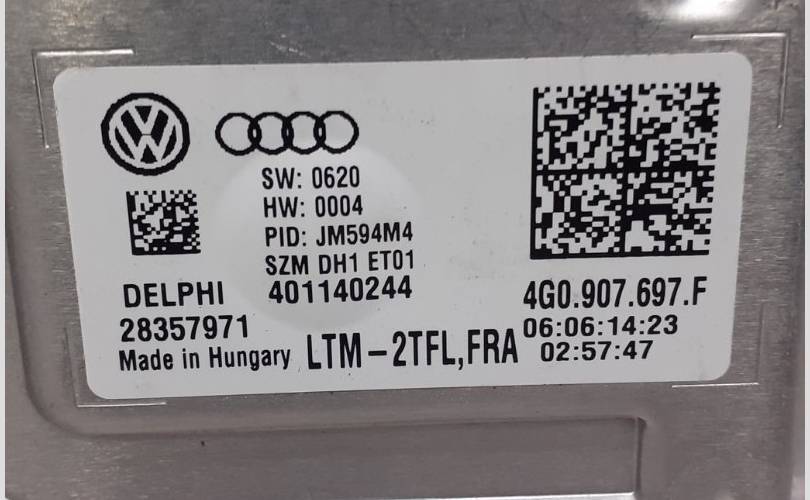 SW: 0620
HW: 0004
PID: JM594M4
SZM DH1 ET01
DELPHI 401140244
4G0.907.697.F
28357971
06:06:14:23
Made in Hungary LTM-2TFL,FRA
02:57:47